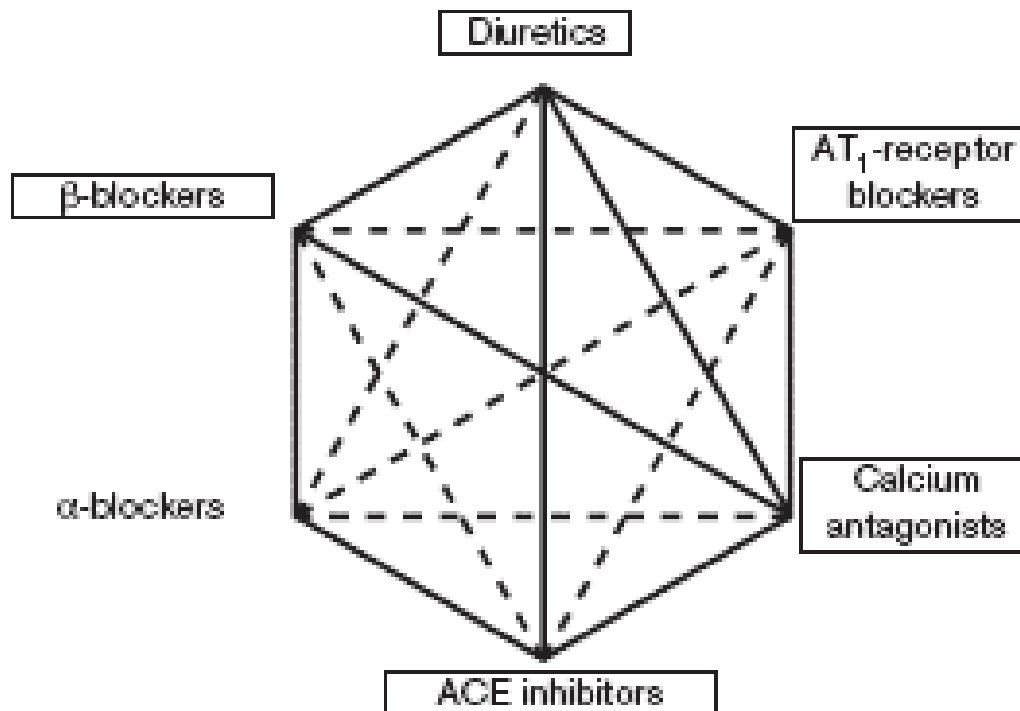 Diuretics
AT₁-receptor
blockers
β-blockers
α-blockers
Calcium
antagonists
ACE inhibitors